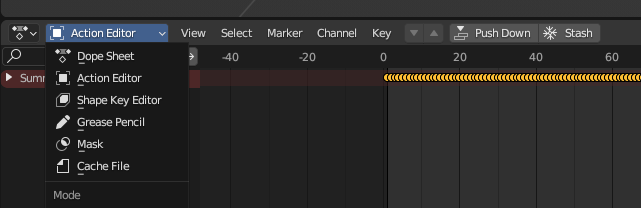 Action Editor View Select Marker Channel Key Push Down Stash
-40 -20 0 20 40 60
Dope Sheet
Summ
Action Editor
Shape Key Editor
Grease Pencil
Mask
Cache File
Mode